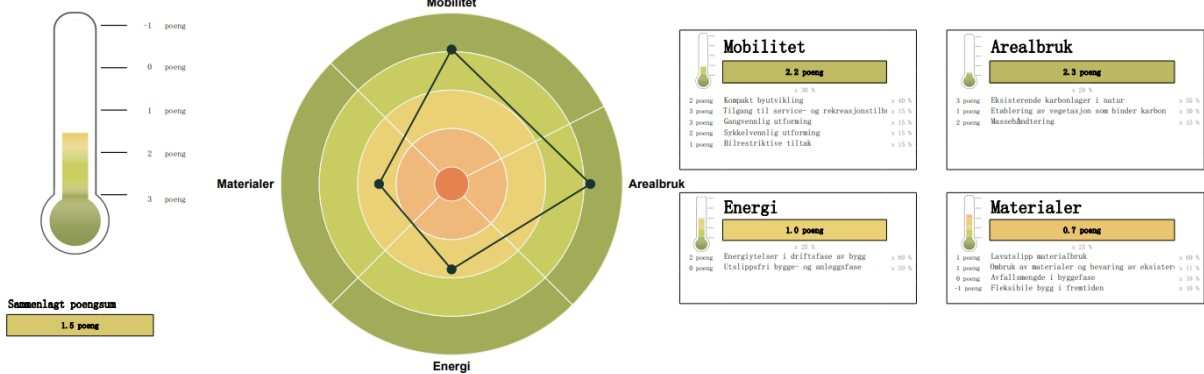 -1 poeng
0 poeng
1 poeng
2 poeng
3 poeng
Sammenlagt poengsum
1.5 poeng
Mobilitet
Materialer
Arealbruk
Energi
Mobilitet
2.2 poeng
x 30 %
2 poeng Kompakt byutvikling x 40 %
3 poeng Tilgang til service- og rekreasjonstilb x 15 %
3 poeng Gangvennlig utforming x 15 %
2 poeng Sykkelvennlig utforming x 15 %
1 poeng Bilrestriktive tiltak x 15 %
Arealbruk
2.3 poeng
x 20 %
3 poeng Eksisterende karbonlager i natur x 55 %
1 poeng Etablering av vegetasjon som binder karbon x 30 %
2 poeng Massehåndtering x 15 %
Energi
1.0 poeng
x 25 %
2 poeng Energiytelser i driftsfase av bygg x 80 %
0 poeng Utslippsfri bygge- og anleggsfase x 20 %
Materialer
0.7 poeng
x 25 %
1 poeng Lavutslipp materialbruk x 69 %
1 poeng Ombruk av materialer og bevaring av eksister x 11 %
0 poeng Avfallsmengde i byggefase x 10 %
-1 poeng Fleksibile bygg i fremtiden x 10 %